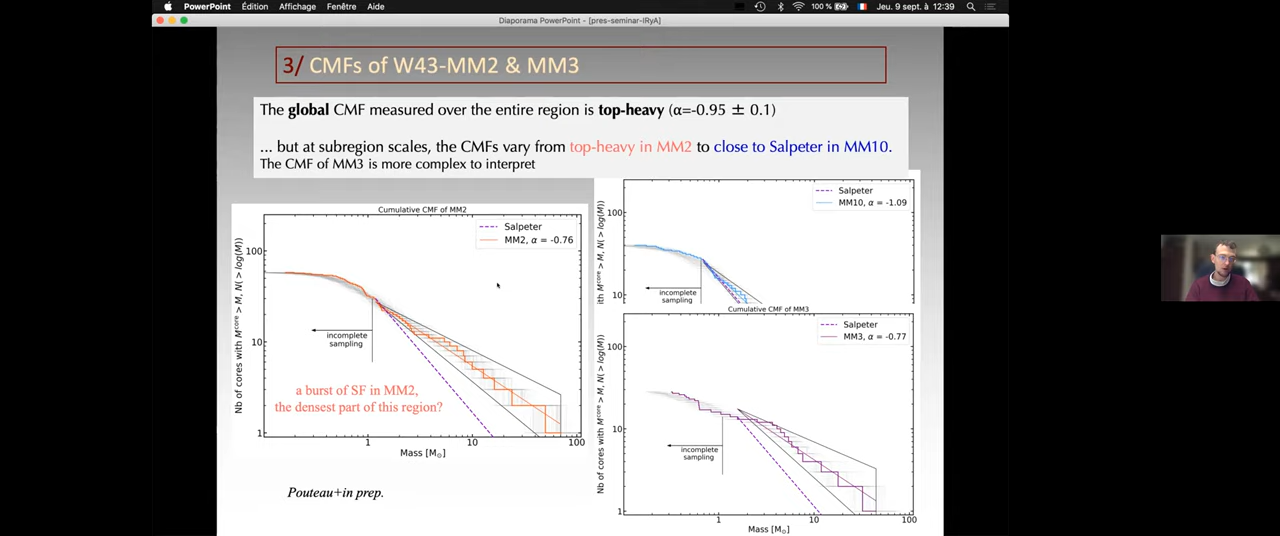 PowerPoint Édition Affichage Fenêtre Aide
100 % Jeu. 9 sept. à 12:39
Diaporama PowerPoint - [pres-seminar-IRyA]
3/ CMFs of W43-MM2 & MM3
The global CMF measured over the entire region is top-heavy (α=-0.95 ± 0.1)
... but at subregion scales, the CMFs vary from top-heavy in MM2 to close to Salpeter in MM10.
The CMF of MM3 is more complex to interpret
Cumulative CMF of MM2
Salpeter
MM2, α = -0.76
Nb of cores with M^core > M, N( > log(M))
100
10
1
incomplete
sampling
a burst of SF in MM2,
the densest part of this region?
1 10 100
Mass [M⊙]
Pouteau+in prep.
Salpeter
MM10, α = -1.09
ith M^core > M, N( > log(M))
100
10
incomplete
sampling
Cumulative CMF of MM3
Salpeter
MM3, α = -0.77
Nb of cores with M^core > M, N( > log(M))
100
10
1
incomplete
sampling
1 10 100
Mass [M⊙]